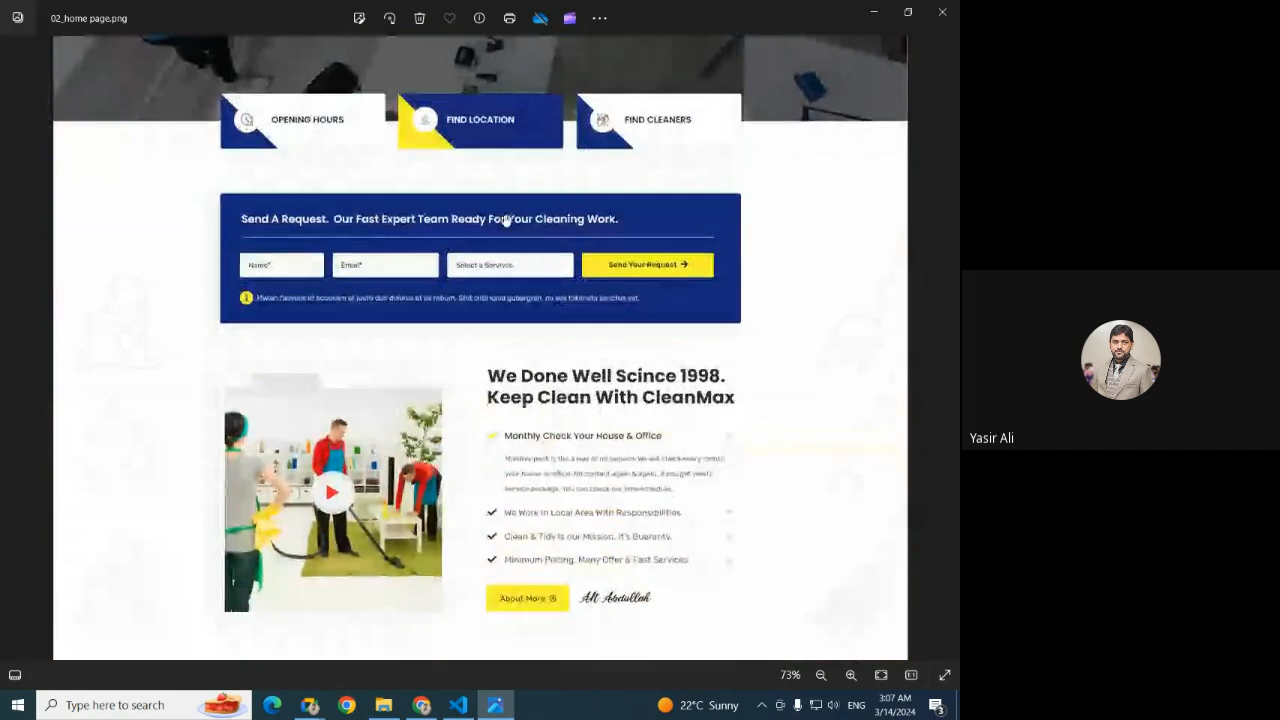 02_home page.png
OPENING HOURS
FIND LOCATION
FIND CLEANERS
Send A Request. Our Fast Expert Team Ready For Your Cleaning Work.
Name*
Email*
Select a Services
Send Your Request
We Done Well Scince 1998.
Keep Clean With CleanMax
Monthly Check Your House & Office
We Work in Local Area With Responsibilities
Clean & Tidy Is our Mission, It's Guaranty.
Minimum Pricing, Many Offer & Fast Services
About More
Yasir Ali
73%
Type here to search
22°C Sunny
ENG
3:07 AM
3/14/2024
3